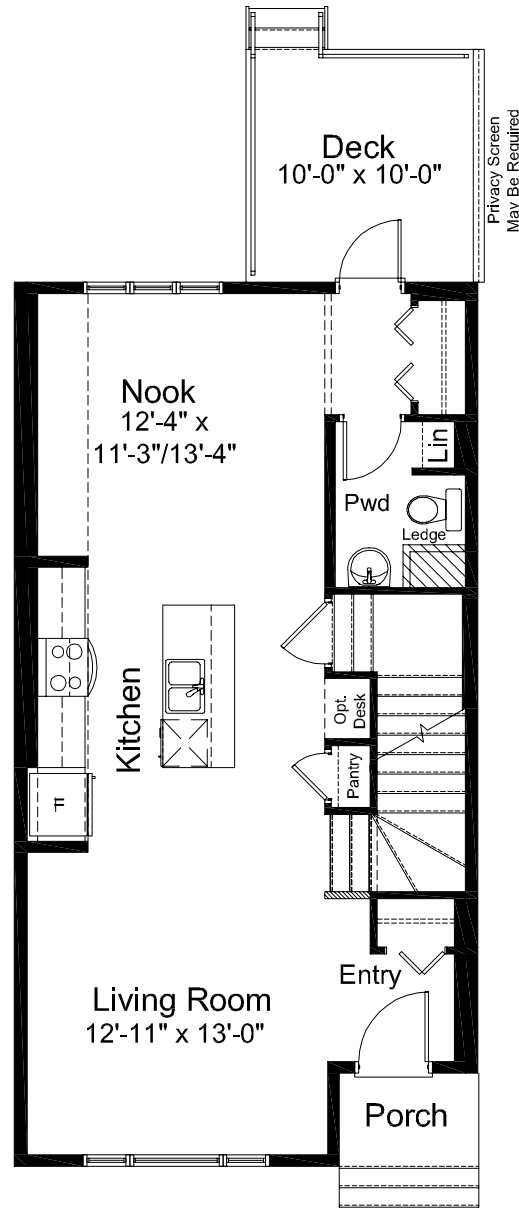 Deck
10'-0" x 10'-0"
Privacy Screen
May Be Required
Nook
12'-4" x
11'-3"/13'-4"
Lin
Pwd
Ledge
Kitchen
Opt.
Desk
Pantry
Entry
Living Room
12'-11" x 13'-0"
Porch